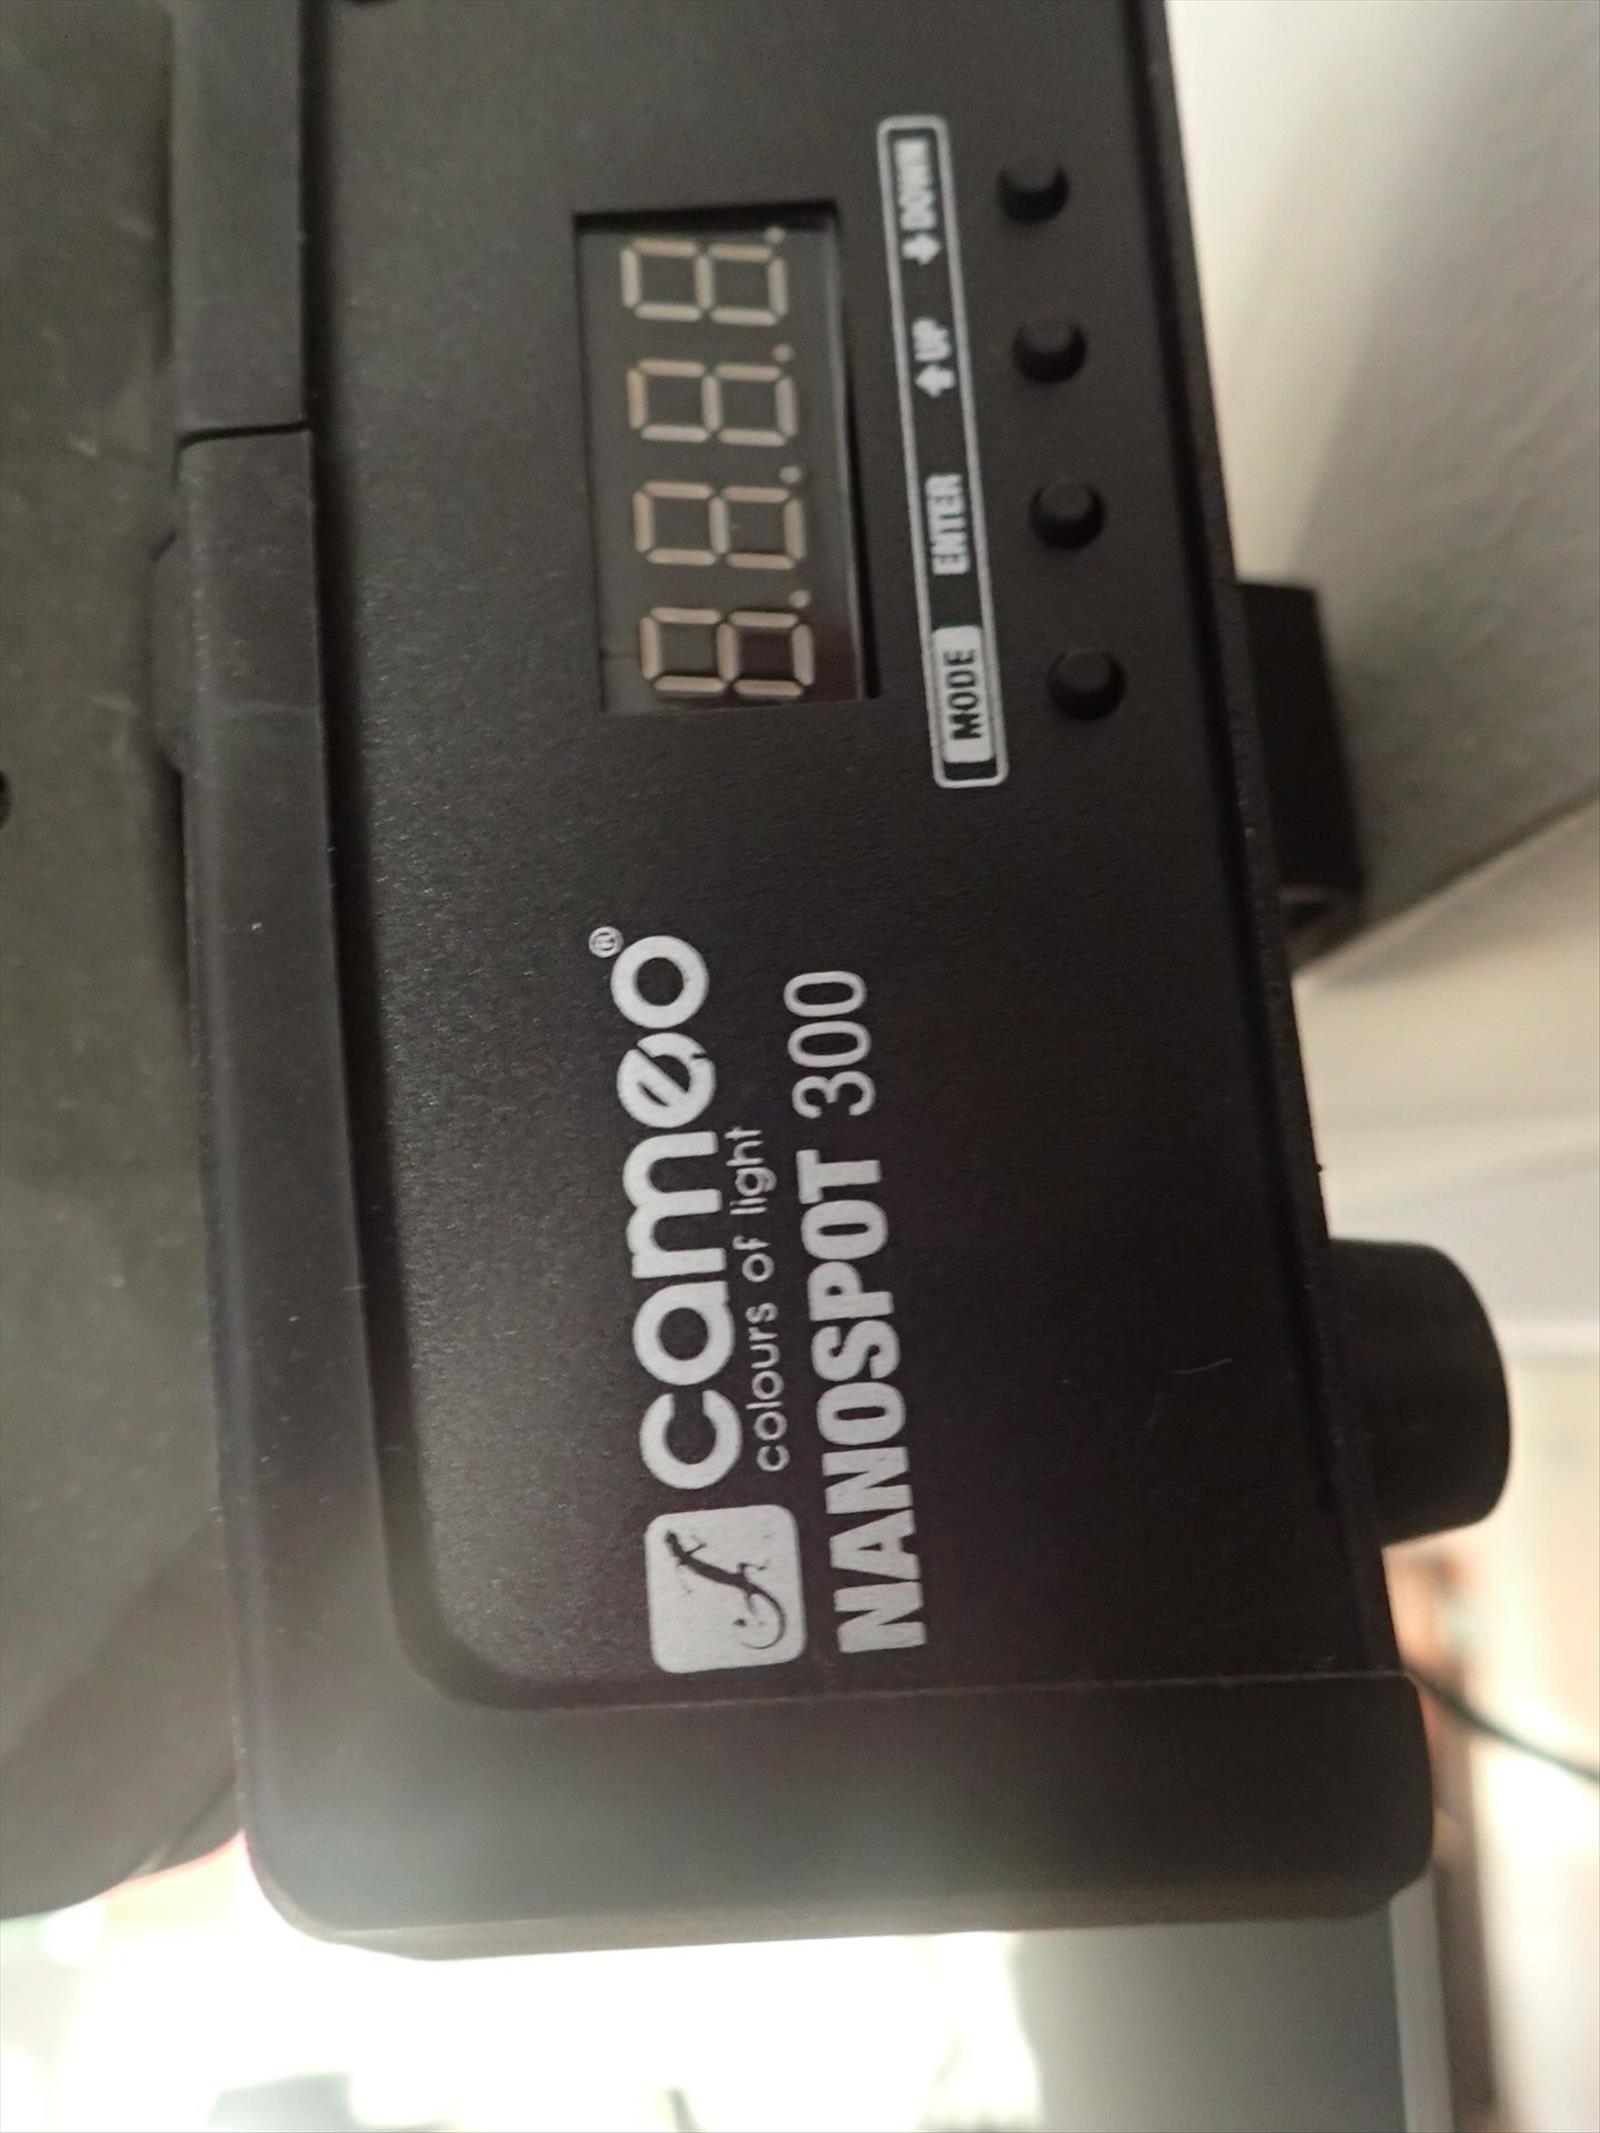 cameo®
colours of light
NANOSPOT 300
8.8.8.8.
MODE ENTER ↑UP ↓DOWN